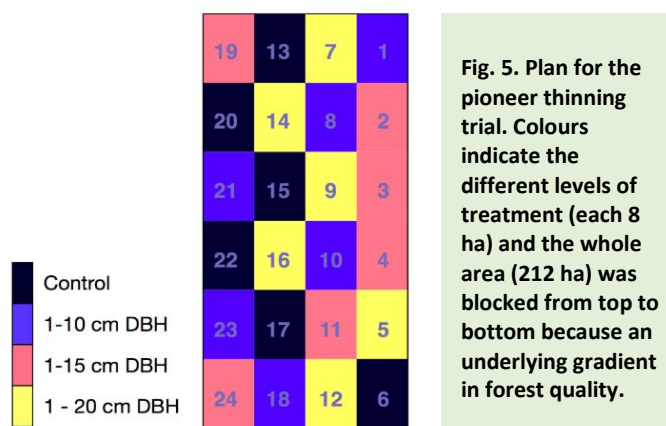 19 13 7 1
20 14 8 2
21 15 9 3
22 16 10 4
23 17 11 5
24 18 12 6
Control
1-10 cm DBH
1-15 cm DBH
1 - 20 cm DBH
Fig. 5. Plan for the
pioneer thinning
trial. Colours
indicate the
different levels of
treatment (each 8
ha) and the whole
area (212 ha) was
blocked from top to
bottom because an
underlying gradient
in forest quality.